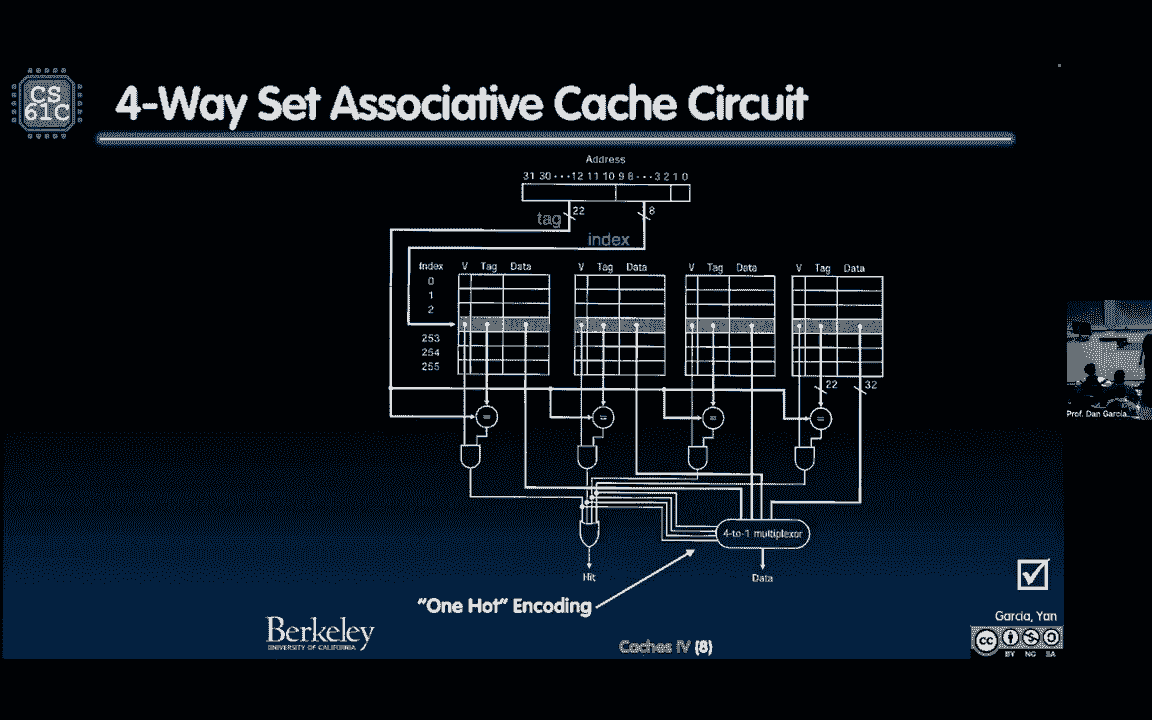 CS
61C
4-Way Set Associative Cache Circuit
Address
31 30 ••• 12 11 10 9 8 ••• 3 2 1 0
tag
22
8
index
Index
V Tag Data
V Tag Data
V Tag Data
V Tag Data
0
1
2
253
254
255
22
32
=
=
=
=
4-to-1 multiplexor
Hit
Data
"One Hot" Encoding
Berkeley
UNIVERSITY OF CALIFORNIA
Caches IV (8)
Garcia, Yan
cc
BY NC SA
Prof. Dan Garcia